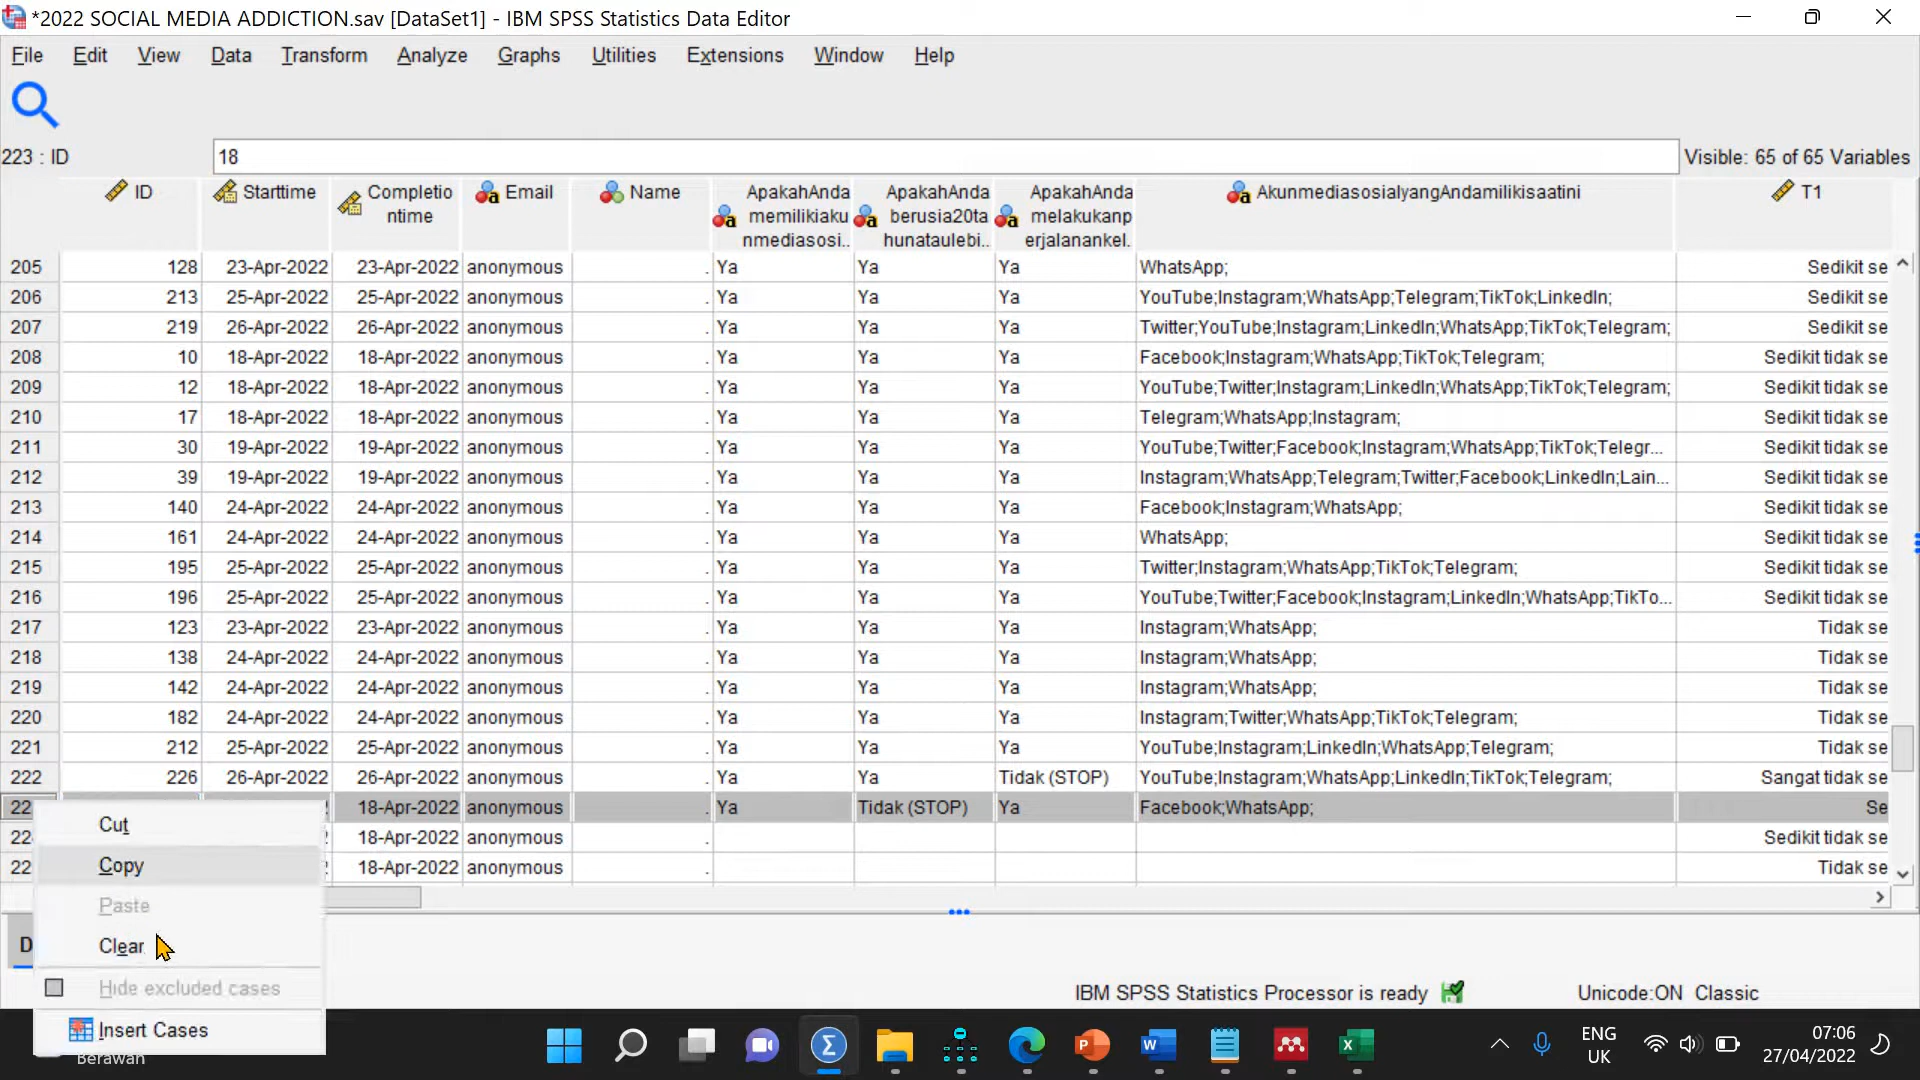 *2022 SOCIAL MEDIA ADDICTION.sav [DataSet1] - IBM SPSS Statistics Data Editor
File Edit View Data Transform Analyze Graphs Utilities Extensions Window Help
223 : ID 18 Visible: 65 of 65 Variables
ID Starttime Completio Email Name ApakahAnda ApakahAnda ApakahAnda AkunmediasosialyangAndamilikisaatini T1
ntime memilikiaku berusia20ta melakukanp
nmediasosi.. hunataulebi.. erjalanankel.
205 128 23-Apr-2022 23-Apr-2022 anonymous . Ya Ya Ya WhatsApp; Sedikit se
206 213 25-Apr-2022 25-Apr-2022 anonymous . Ya Ya Ya YouTube;Instagram;WhatsApp;Telegram;TikTok;LinkedIn; Sedikit se
207 219 26-Apr-2022 26-Apr-2022 anonymous . Ya Ya Ya Twitter;YouTube;Instagram;LinkedIn;WhatsApp;TikTok;Telegram; Sedikit se
208 10 18-Apr-2022 18-Apr-2022 anonymous . Ya Ya Ya Facebook;Instagram;WhatsApp;TikTok;Telegram; Sedikit tidak se
209 12 18-Apr-2022 18-Apr-2022 anonymous . Ya Ya Ya YouTube;Twitter;Instagram;LinkedIn;WhatsApp;TikTok;Telegram; Sedikit tidak se
210 17 18-Apr-2022 18-Apr-2022 anonymous . Ya Ya Ya Telegram;WhatsApp;Instagram; Sedikit tidak se
211 30 19-Apr-2022 19-Apr-2022 anonymous . Ya Ya Ya YouTube;Twitter;Facebook;Instagram;WhatsApp;TikTok;Telegr... Sedikit tidak se
212 39 19-Apr-2022 19-Apr-2022 anonymous . Ya Ya Ya Instagram;WhatsApp;Telegram;Twitter;Facebook;LinkedIn;Lain... Sedikit tidak se
213 140 24-Apr-2022 24-Apr-2022 anonymous . Ya Ya Ya Facebook;Instagram;WhatsApp; Sedikit tidak se
214 161 24-Apr-2022 24-Apr-2022 anonymous . Ya Ya Ya WhatsApp; Sedikit tidak se
215 195 25-Apr-2022 25-Apr-2022 anonymous . Ya Ya Ya Twitter;Instagram;WhatsApp;TikTok;Telegram; Sedikit tidak se
216 196 25-Apr-2022 25-Apr-2022 anonymous . Ya Ya Ya YouTube;Twitter;Facebook;Instagram;LinkedIn;WhatsApp;TikTo... Sedikit tidak se
217 123 23-Apr-2022 23-Apr-2022 anonymous . Ya Ya Ya Instagram;WhatsApp; Tidak se
218 138 24-Apr-2022 24-Apr-2022 anonymous . Ya Ya Ya Instagram;WhatsApp; Tidak se
219 142 24-Apr-2022 24-Apr-2022 anonymous . Ya Ya Ya Instagram;WhatsApp; Tidak se
220 182 24-Apr-2022 24-Apr-2022 anonymous . Ya Ya Ya Instagram;Twitter;WhatsApp;TikTok;Telegram; Tidak se
221 212 25-Apr-2022 25-Apr-2022 anonymous . Ya Ya Ya YouTube;Instagram;LinkedIn;WhatsApp;Telegram; Tidak se
222 226 26-Apr-2022 26-Apr-2022 anonymous . Ya Ya Tidak (STOP) YouTube;Instagram;WhatsApp;LinkedIn;TikTok;Telegram; Sangat tidak se
22 18-Apr-2022 anonymous . Ya Tidak (STOP) Ya Facebook;WhatsApp; Se
22 18-Apr-2022 anonymous . Sedikit tidak se
22 18-Apr-2022 anonymous . Tidak se
Cut
Copy
Paste
Clear
Hide excluded cases
Insert Cases
D
IBM SPSS Statistics Processor is ready Unicode:ON Classic
Berawan
ENG
UK
07:06
27/04/2022